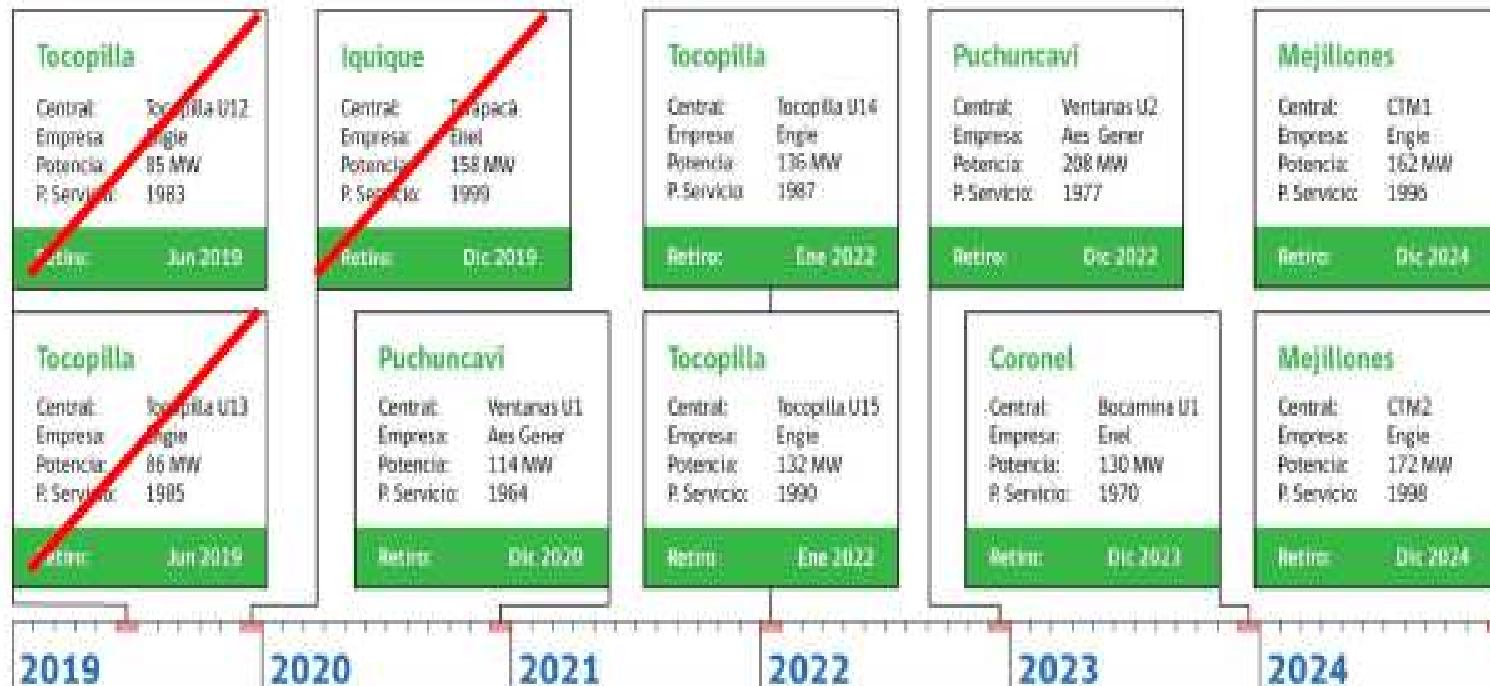 Tocopilla
Central: Tocopilla U12
Empresa: Engie
Potencia: 85 MW
P. Servicio: 1983
Retiro: Jun 2019
Iquique
Central: Tarapacá
Empresa: Enel
Potencia: 158 MW
P. Servicio: 1999
Retiro: Dic 2019
Tocopilla
Central: Tocopilla U14
Empresa: Engie
Potencia: 136 MW
P. Servicio: 1987
Retiro: Ene 2022
Puchuncaví
Central: Ventanas U2
Empresa: Aes Gener
Potencia: 208 MW
P. Servicio: 1977
Retiro: Dic 2022
Mejillones
Central: CTM1
Empresa: Engie
Potencia: 162 MW
P. Servicio: 1996
Retiro: Dic 2024
Tocopilla
Central: Tocopilla U13
Empresa: Engie
Potencia: 86 MW
P. Servicio: 1985
Retiro: Jun 2019
Puchuncaví
Central: Ventanas U1
Empresa: Aes Gener
Potencia: 114 MW
P. Servicio: 1964
Retiro: Dic 2020
Tocopilla
Central: Tocopilla U15
Empresa: Engie
Potencia: 132 MW
P. Servicio: 1990
Retiro: Ene 2022
Coronel
Central: Bocamina U1
Empresa: Enel
Potencia: 130 MW
P. Servicio: 1970
Retiro: Dic 2023
Mejillones
Central: CTM2
Empresa: Engie
Potencia: 172 MW
P. Servicio: 1998
Retiro: Dic 2024
2019 2020 2021 2022 2023 2024